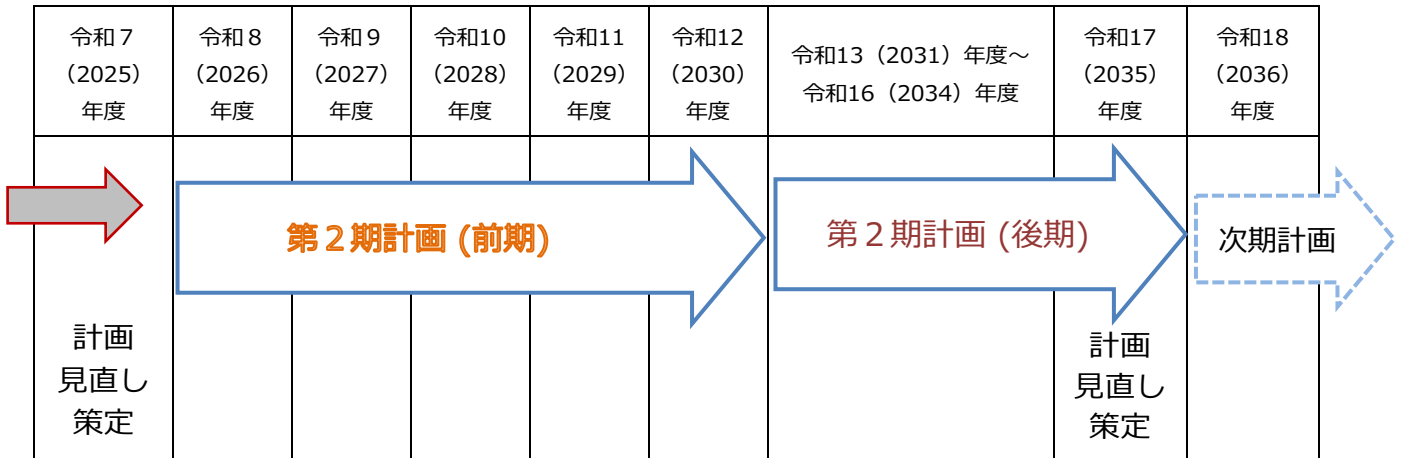 令和７
（2025）
年度
令和８
（2026）
年度
令和９
（2027）
年度
令和10
（2028）
年度
令和11
（2029）
年度
令和12
（2030）
年度
令和13（2031）年度～
令和16（2034）年度
令和17
（2035）
年度
令和18
（2036）
年度
第２期計画 (前期)
第２期計画 (後期)
次期計画
計画
見直し
策定
計画
見直し
策定